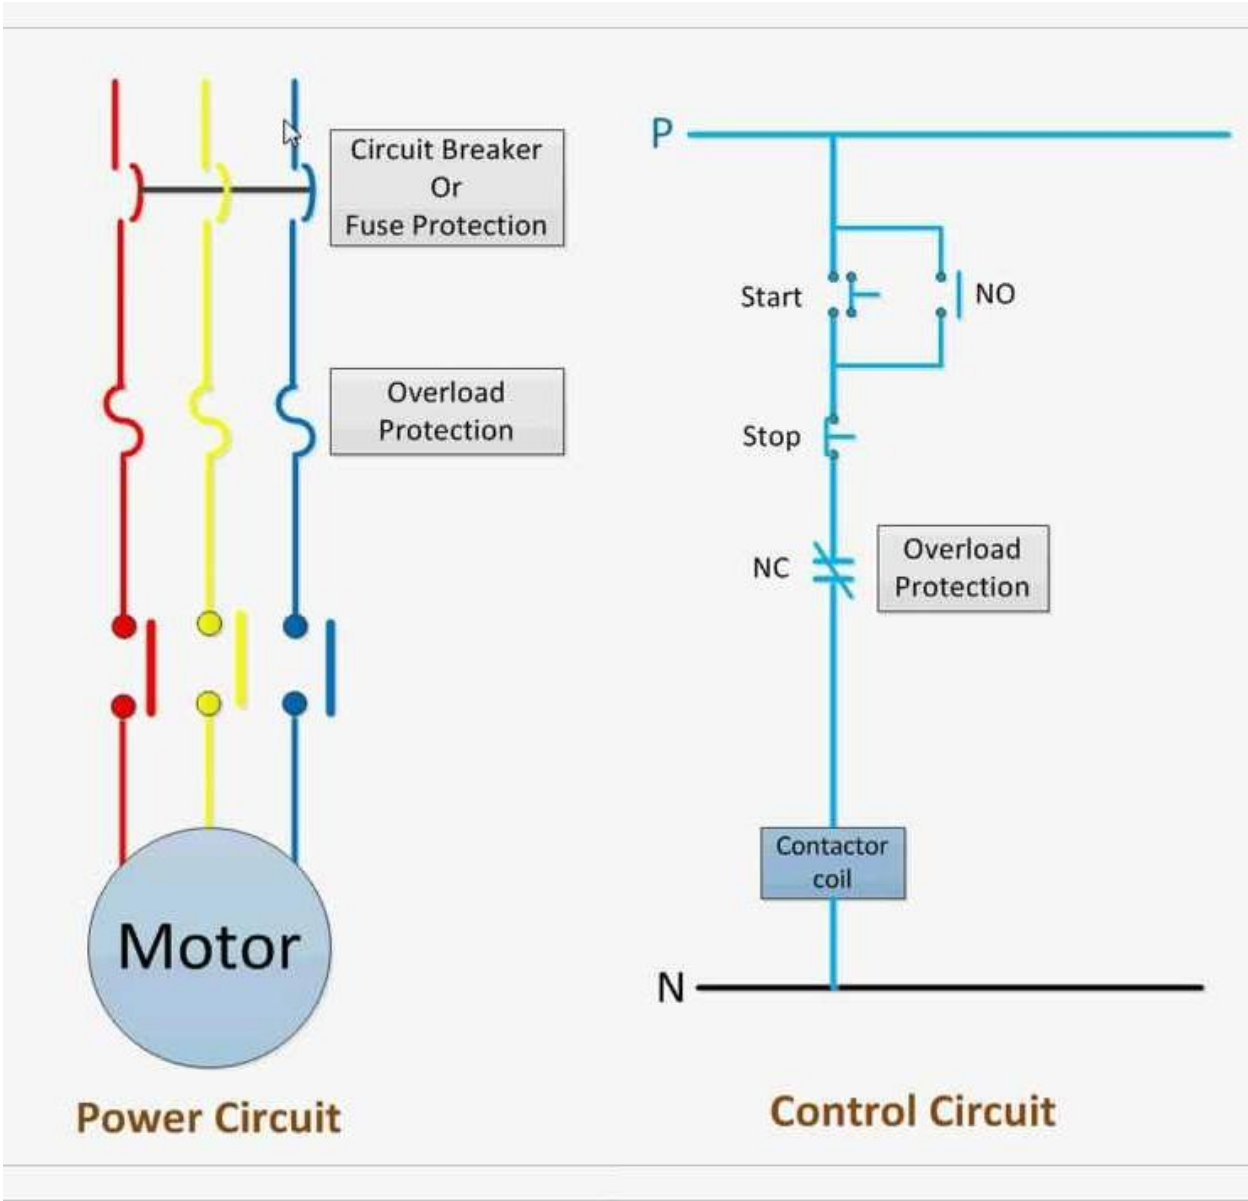 Circuit Breaker
Or
Fuse Protection
Overload
Protection
Motor
Power Circuit
P
Start
NO
Stop
NC
Overload
Protection
Contactor
coil
N
Control Circuit